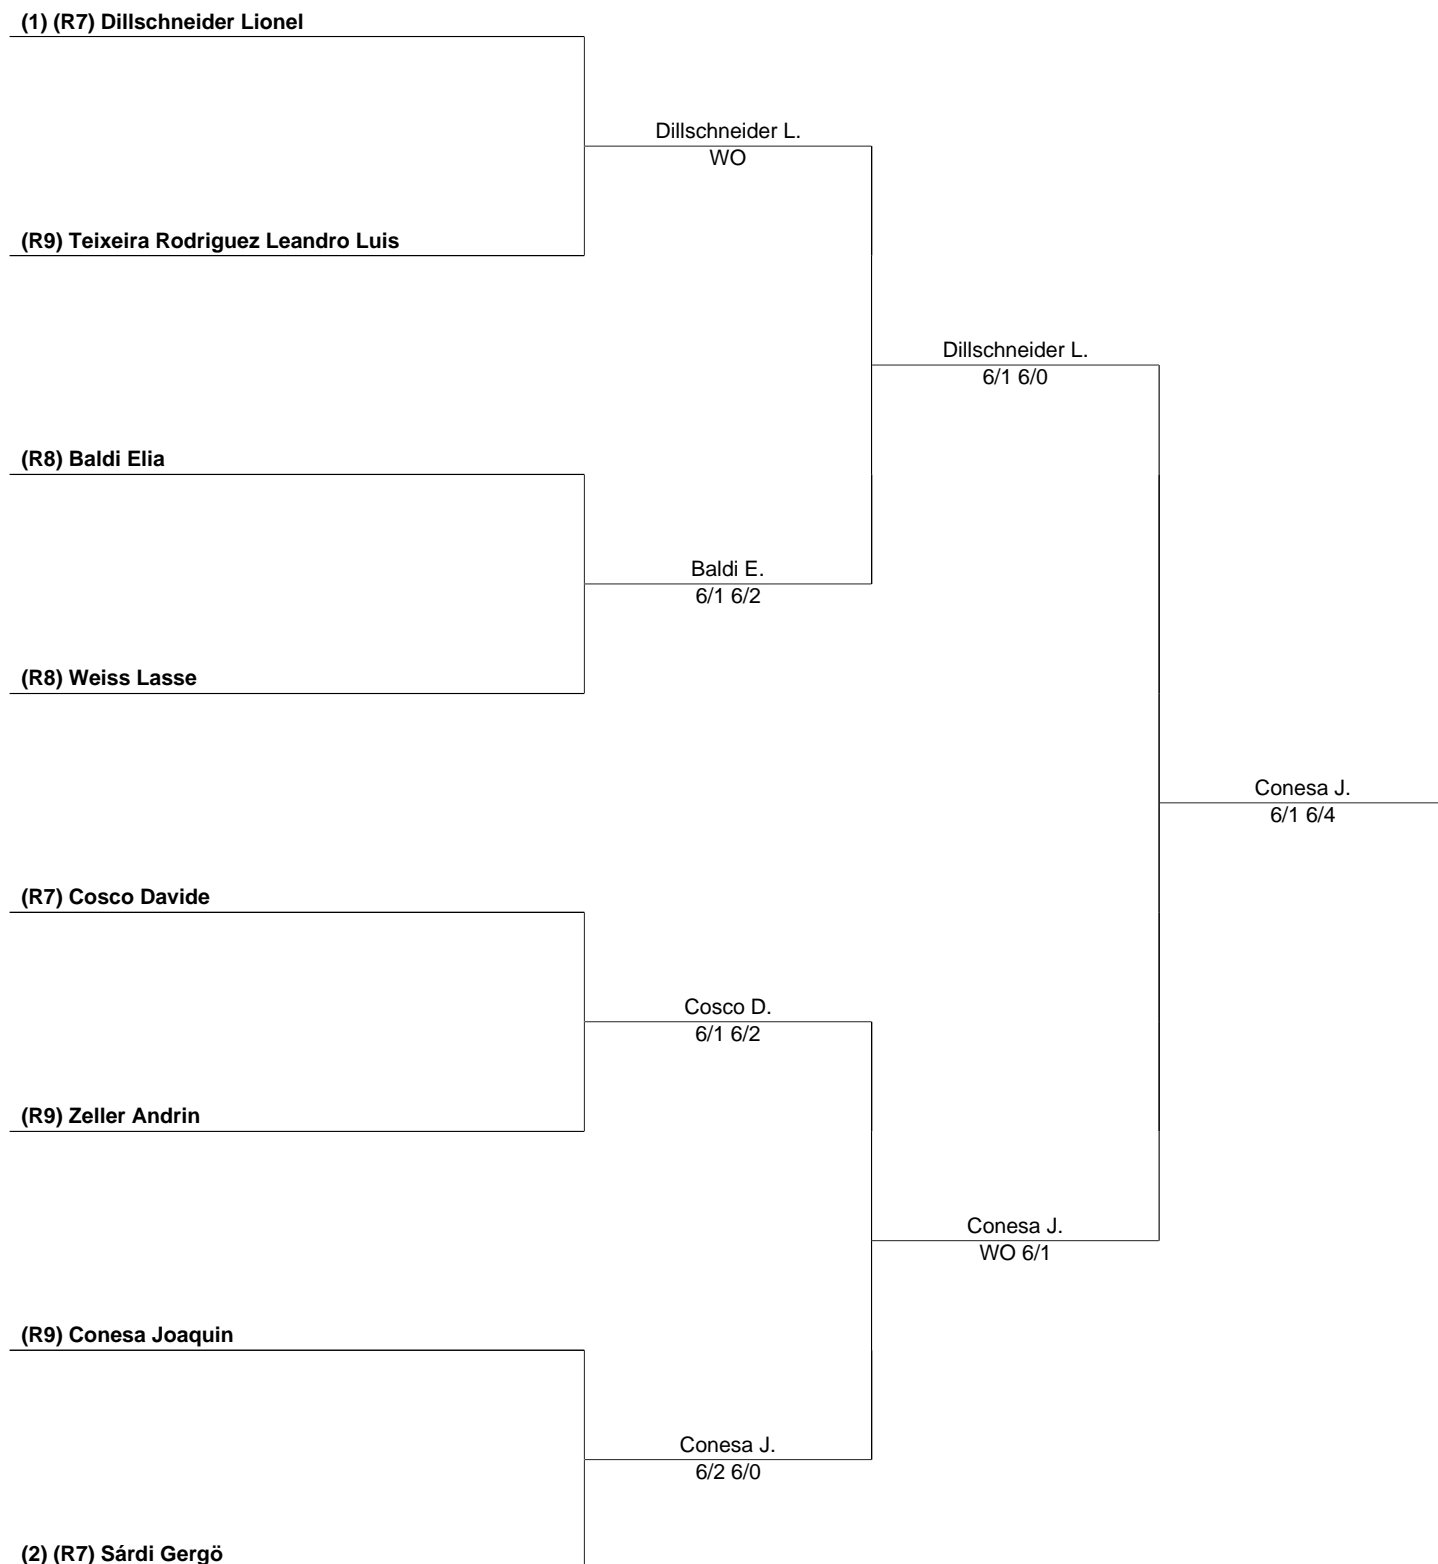 (1) (R7) Dillschneider Lionel
Dillschneider L.
WO
(R9) Teixeira Rodriguez Leandro Luis
Dillschneider L.
6/1 6/0
(R8) Baldi Elia
Baldi E.
6/1 6/2
(R8) Weiss Lasse
Conesa J.
6/1 6/4
(R7) Cosco Davide
Cosco D.
6/1 6/2
(R9) Zeller Andrin
Conesa J.
WO 6/1
(R9) Conesa Joaquin
Conesa J.
6/2 6/0
(2) (R7) Sárdi Gergö